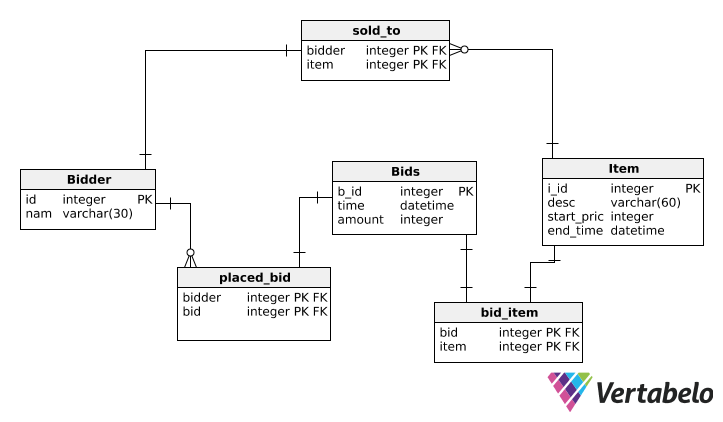 sold_to
bidder integer PK FK
item integer PK FK
Bidder
id integer PK
nam varchar(30)
Bids
b_id integer PK
time datetime
amount integer
Item
i_id integer PK
desc varchar(60)
start_pric integer
end_time datetime
placed_bid
bidder integer PK FK
bid integer PK FK
bid_item
bid integer PK FK
item integer PK FK
Vertabelo